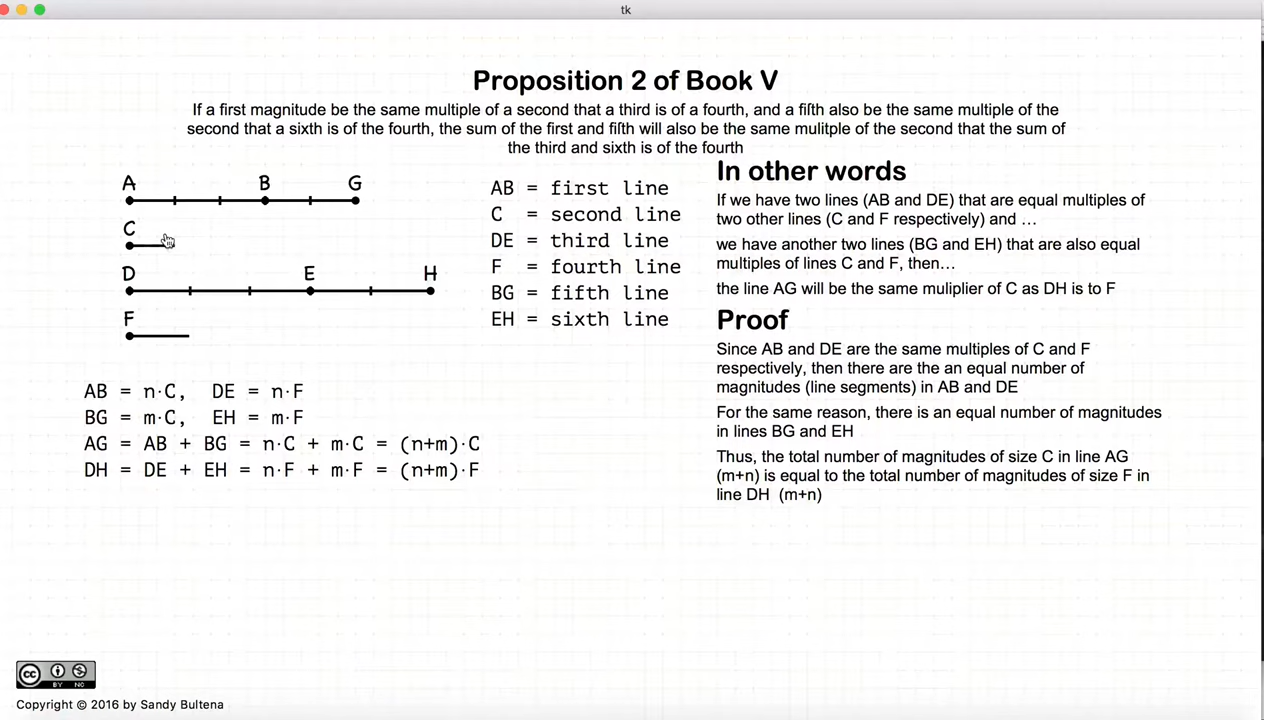 tk
Proposition 2 of Book V
If a first magnitude be the same multiple of a second that a third is of a fourth, and a fifth also be the same multiple of the
second that a sixth is of the fourth, the sum of the first and fifth will also be the same mulitple of the second that the sum of
the third and sixth is of the fourth
A B G
C
D E H
F
AB = first line
C = second line
DE = third line
F = fourth line
BG = fifth line
EH = sixth line
AB = n·C, DE = n·F
BG = m·C, EH = m·F
AG = AB + BG = n·C + m·C = (n+m)·C
DH = DE + EH = n·F + m·F = (n+m)·F
In other words
If we have two lines (AB and DE) that are equal multiples of
two other lines (C and F respectively) and …
we have another two lines (BG and EH) that are also equal
multiples of lines C and F, then…
the line AG will be the same muliplier of C as DH is to F
Proof
Since AB and DE are the same multiples of C and F
respectively, then there are the an equal number of
magnitudes (line segments) in AB and DE
For the same reason, there is an equal number of magnitudes
in lines BG and EH
Thus, the total number of magnitudes of size C in line AG
(m+n) is equal to the total number of magnitudes of size F in
line DH (m+n)
cc
BY NC
Copyright © 2016 by Sandy Bultena